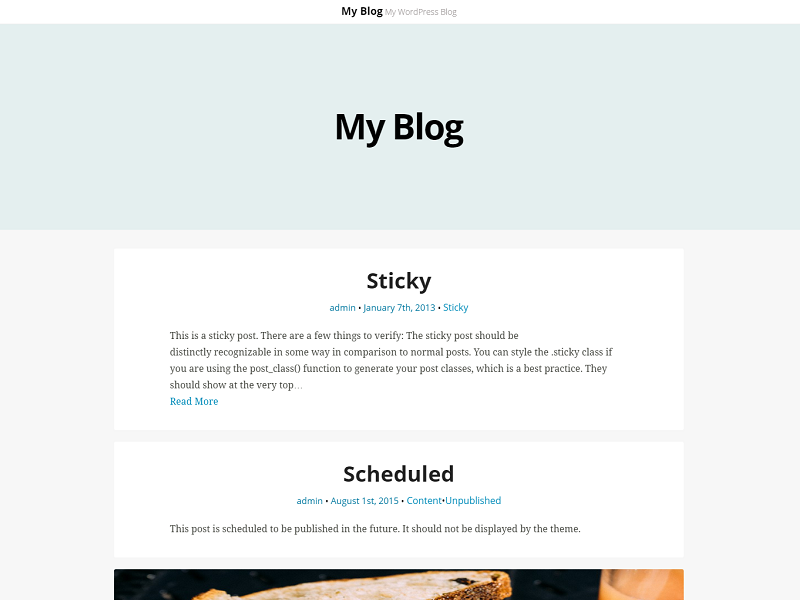 My Blog My WordPress Blog
My Blog
Sticky
admin • January 7th, 2013 • Sticky
This is a sticky post. There are a few things to verify: The sticky post should be
distinctly recognizable in some way in comparison to normal posts. You can style the .sticky class if
you are using the post_class() function to generate your post classes, which is a best practice. They
should show at the very top…
Read More
Scheduled
admin • August 1st, 2015 • Content•Unpublished
This post is scheduled to be published in the future. It should not be displayed by the theme.